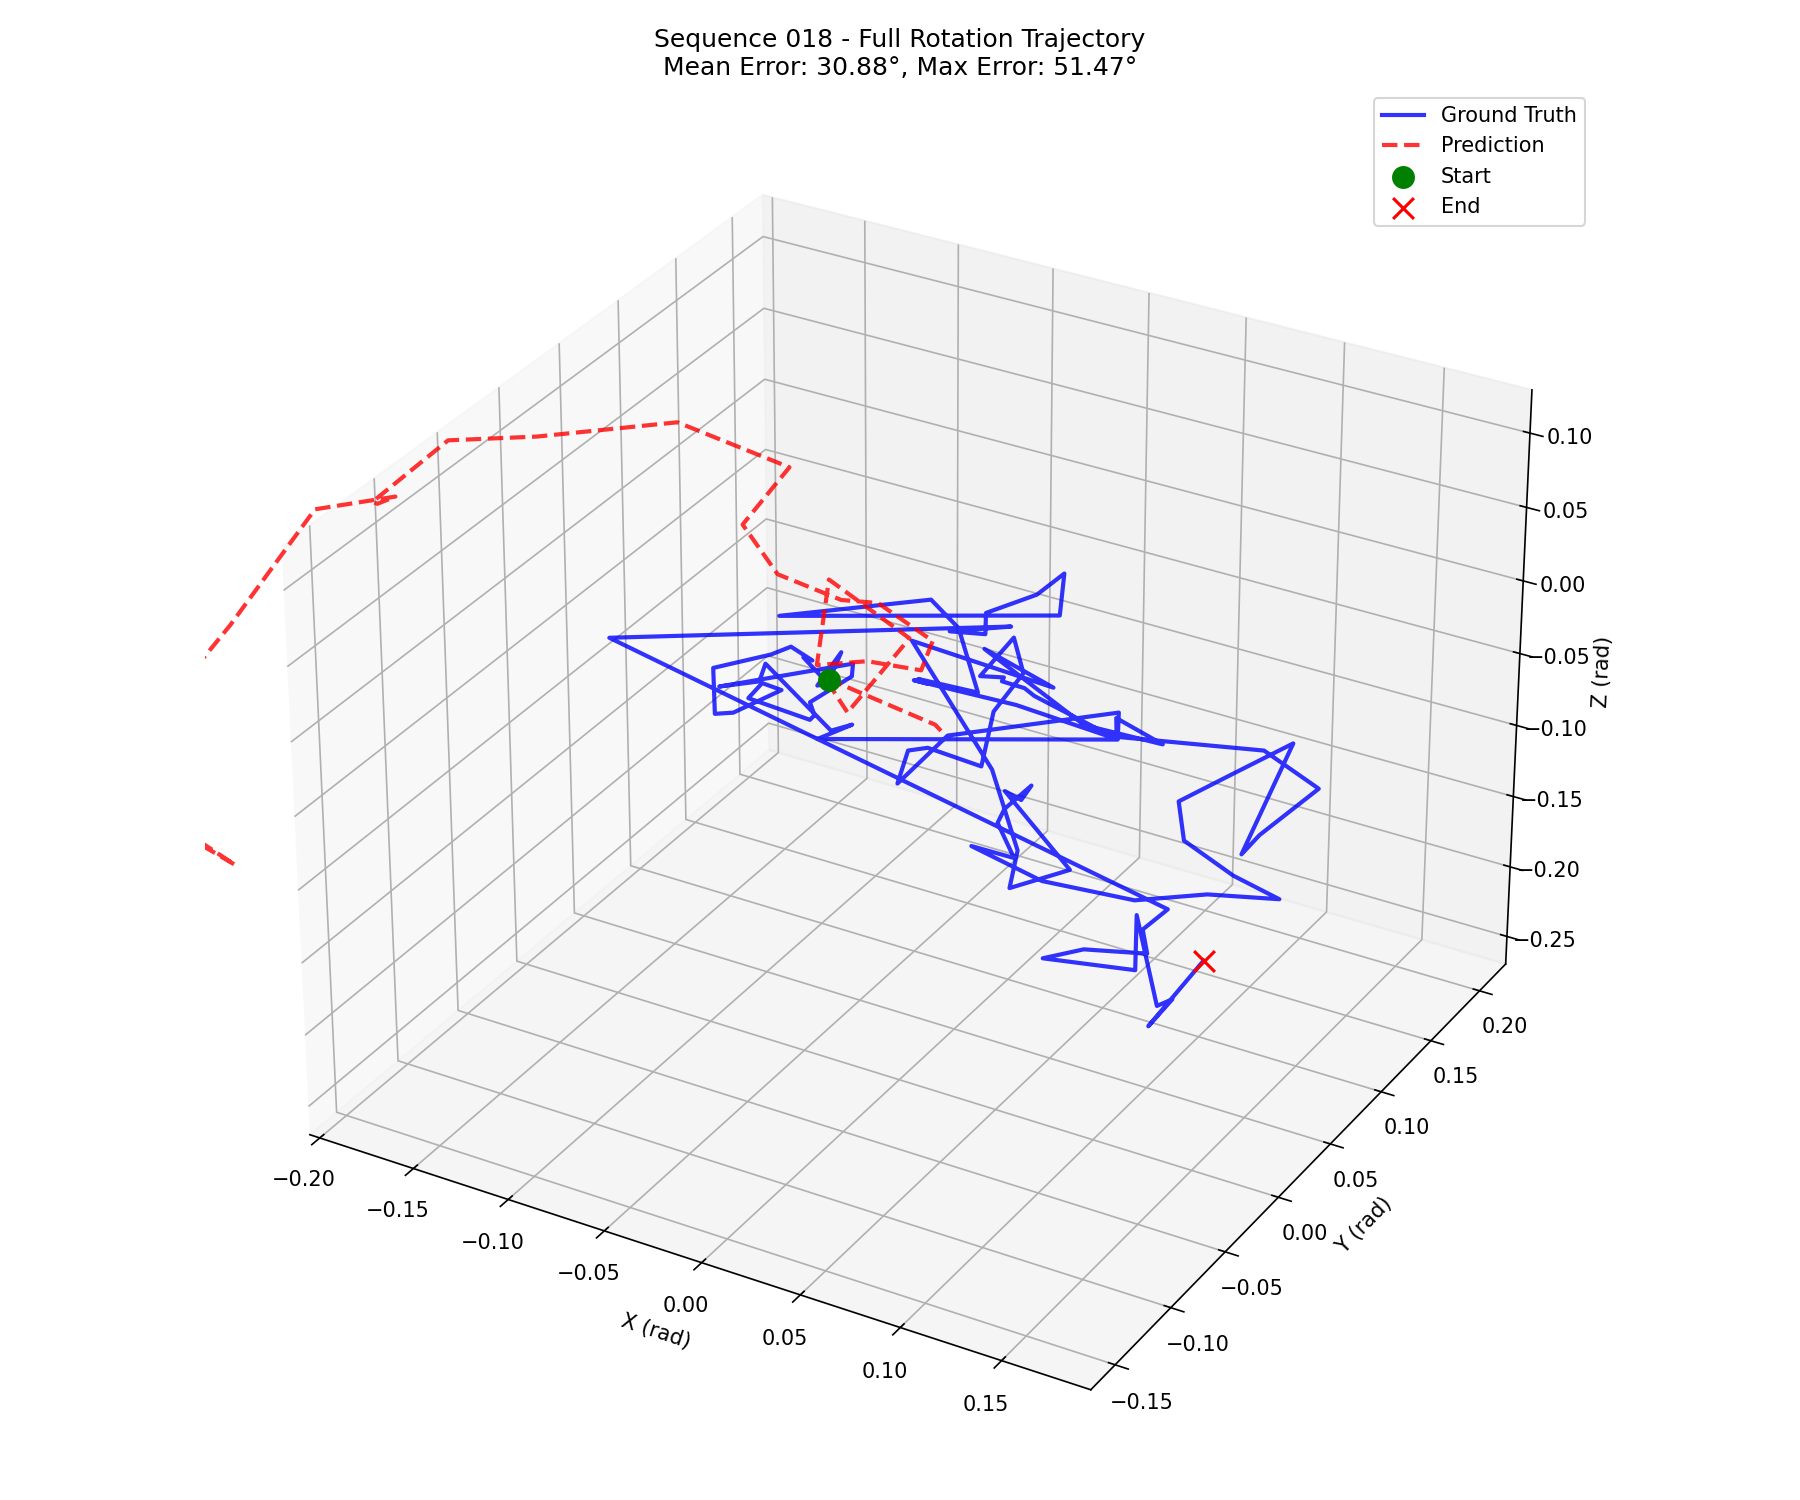 Sequence 018 - Full Rotation Trajectory
Mean Error: 30.88°, Max Error: 51.47°
Ground Truth
Prediction
Start
End
0.10
0.05
0.00
−0.05
−0.10
−0.15
−0.20
−0.25
Z (rad)
0.20
0.15
0.10
0.05
0.00
−0.05
−0.10
−0.15
Y (rad)
−0.20
−0.15
−0.10
−0.05
0.00
0.05
0.10
0.15
X (rad)